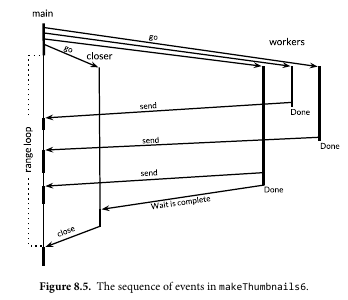 main
go
workers
go
closer
send
Done
send
Done
range loop
send
Done
Wait is complete
close
Figure 8.5. The sequence of events in makeThumbnails6.